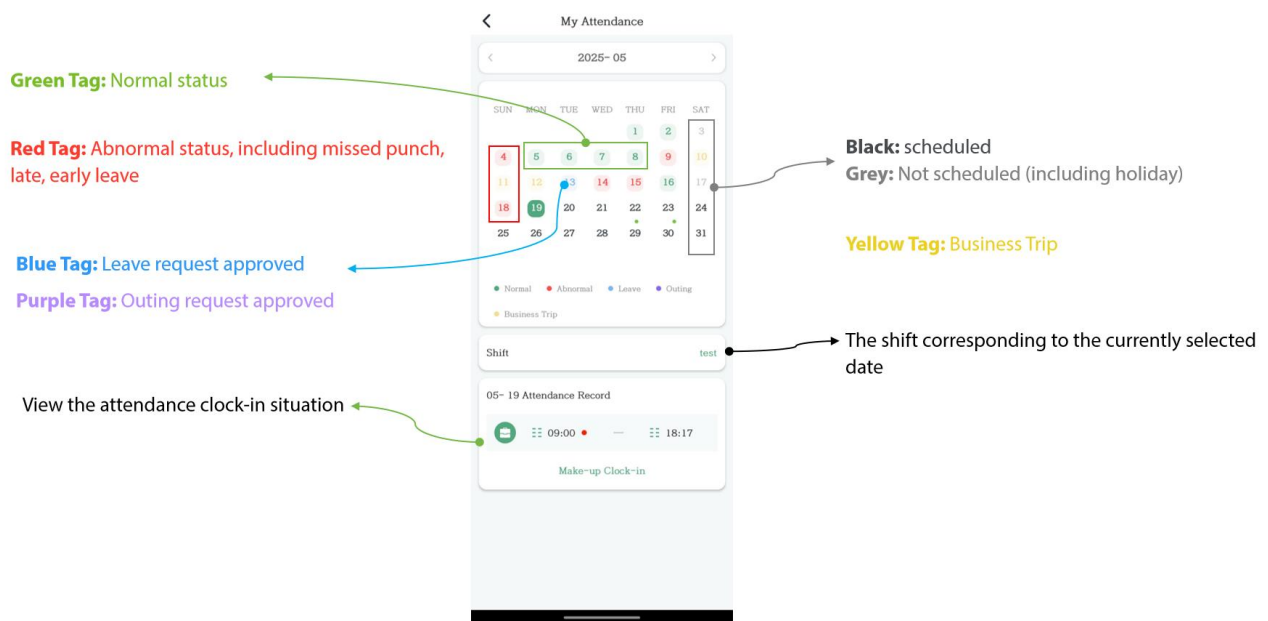 My Attendance
2025- 05
Green Tag: Normal status
SUN MON TUE WED THU FRI SAT
1 2 3
Red Tag: Abnormal status, including missed punch,
late, early leave
4 5 6 7 8 9 10
11 12 13 14 15 16 17
18 19 20 21 22 23 24
25 26 27 28 29 30 31
Black: scheduled
Grey: Not scheduled (including holiday)
Yellow Tag: Business Trip
Blue Tag: Leave request approved
Purple Tag: Outing request approved
Normal Abnormal Leave Outing
Business Trip
Shift test
The shift corresponding to the currently selected
date
View the attendance clock-in situation
05- 19 Attendance Record
09:00 — 18:17
Make-up Clock-in